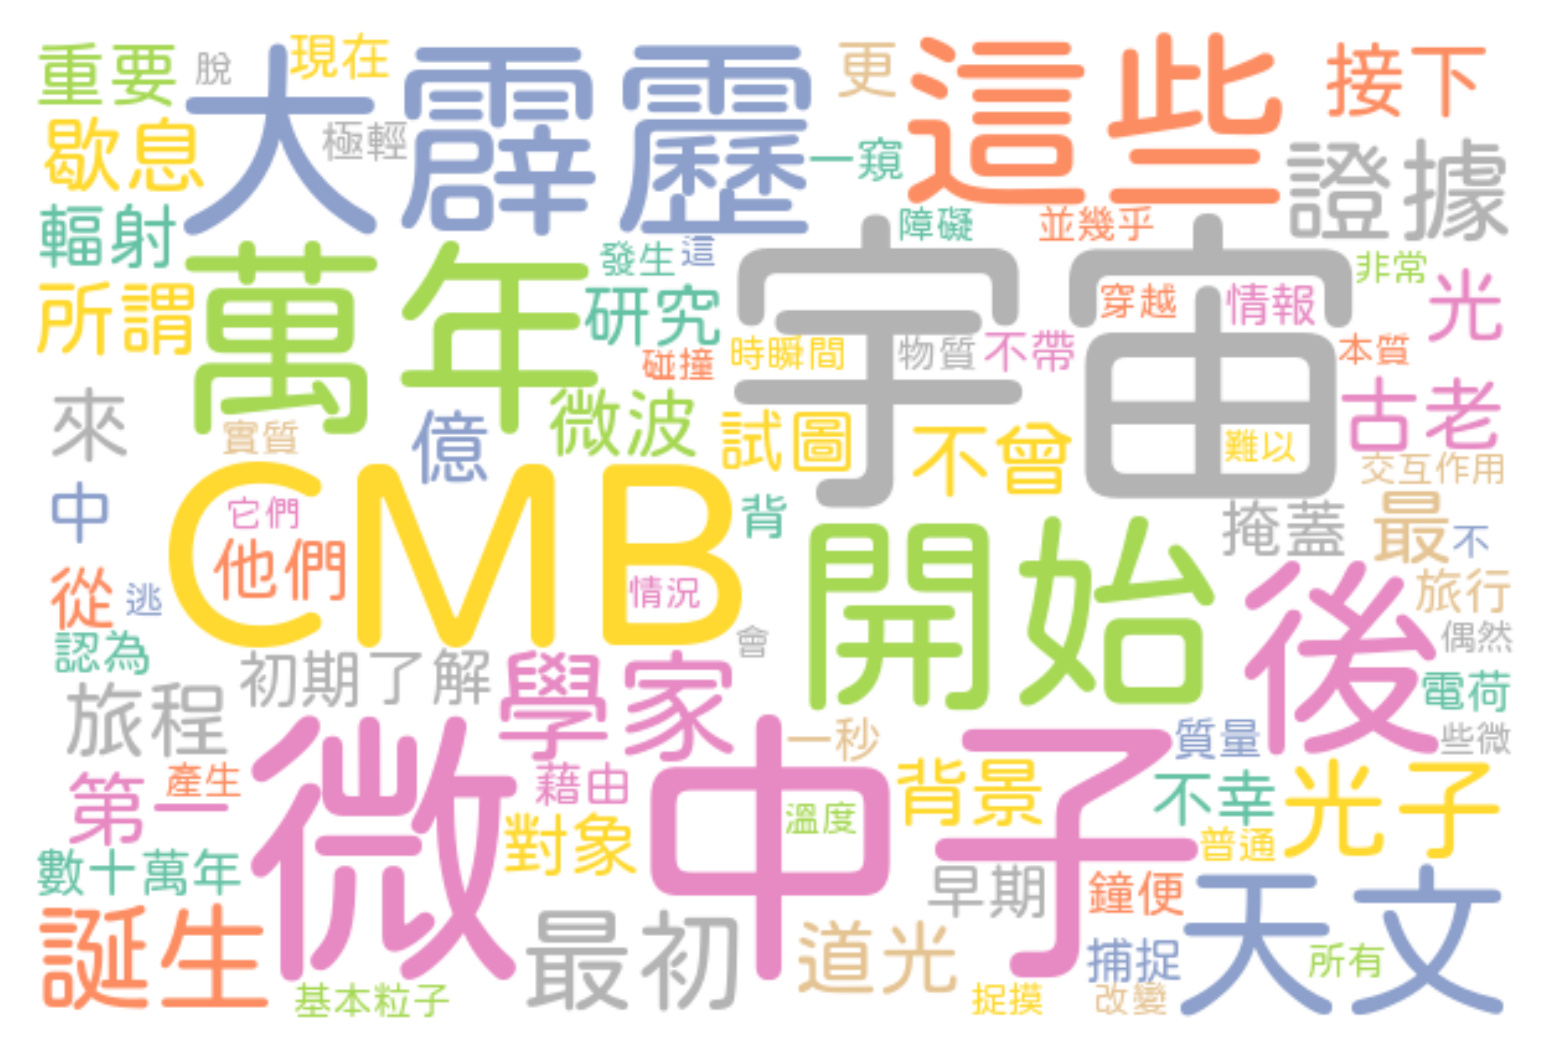 重要 脫 現在 大霹靂 更 這些 接下
歇息 極輕 一窺 證據
輻射 發生 這 障礙 並幾乎 非常
所謂 萬年 研究 宇宙 穿越 情報 光
碰撞 時瞬間 物質 不帶 本質
來 實質 億 微波 試圖 不曾 難以 古老
交互作用
中 CMB 它們 背 掩蓋 最 不
從 逃 他們 情況 開始 後 旅行
認為 初期了解 學家 會 偶然
旅程 電荷
微中子 一秒 質量 些微
第一 產生 藉由 溫度 背景 不幸 光子
對象 普通
數十萬年 早期 鐘便 天文
誕生 最初 道光 捕捉 所有
基本粒子 捉摸 改變